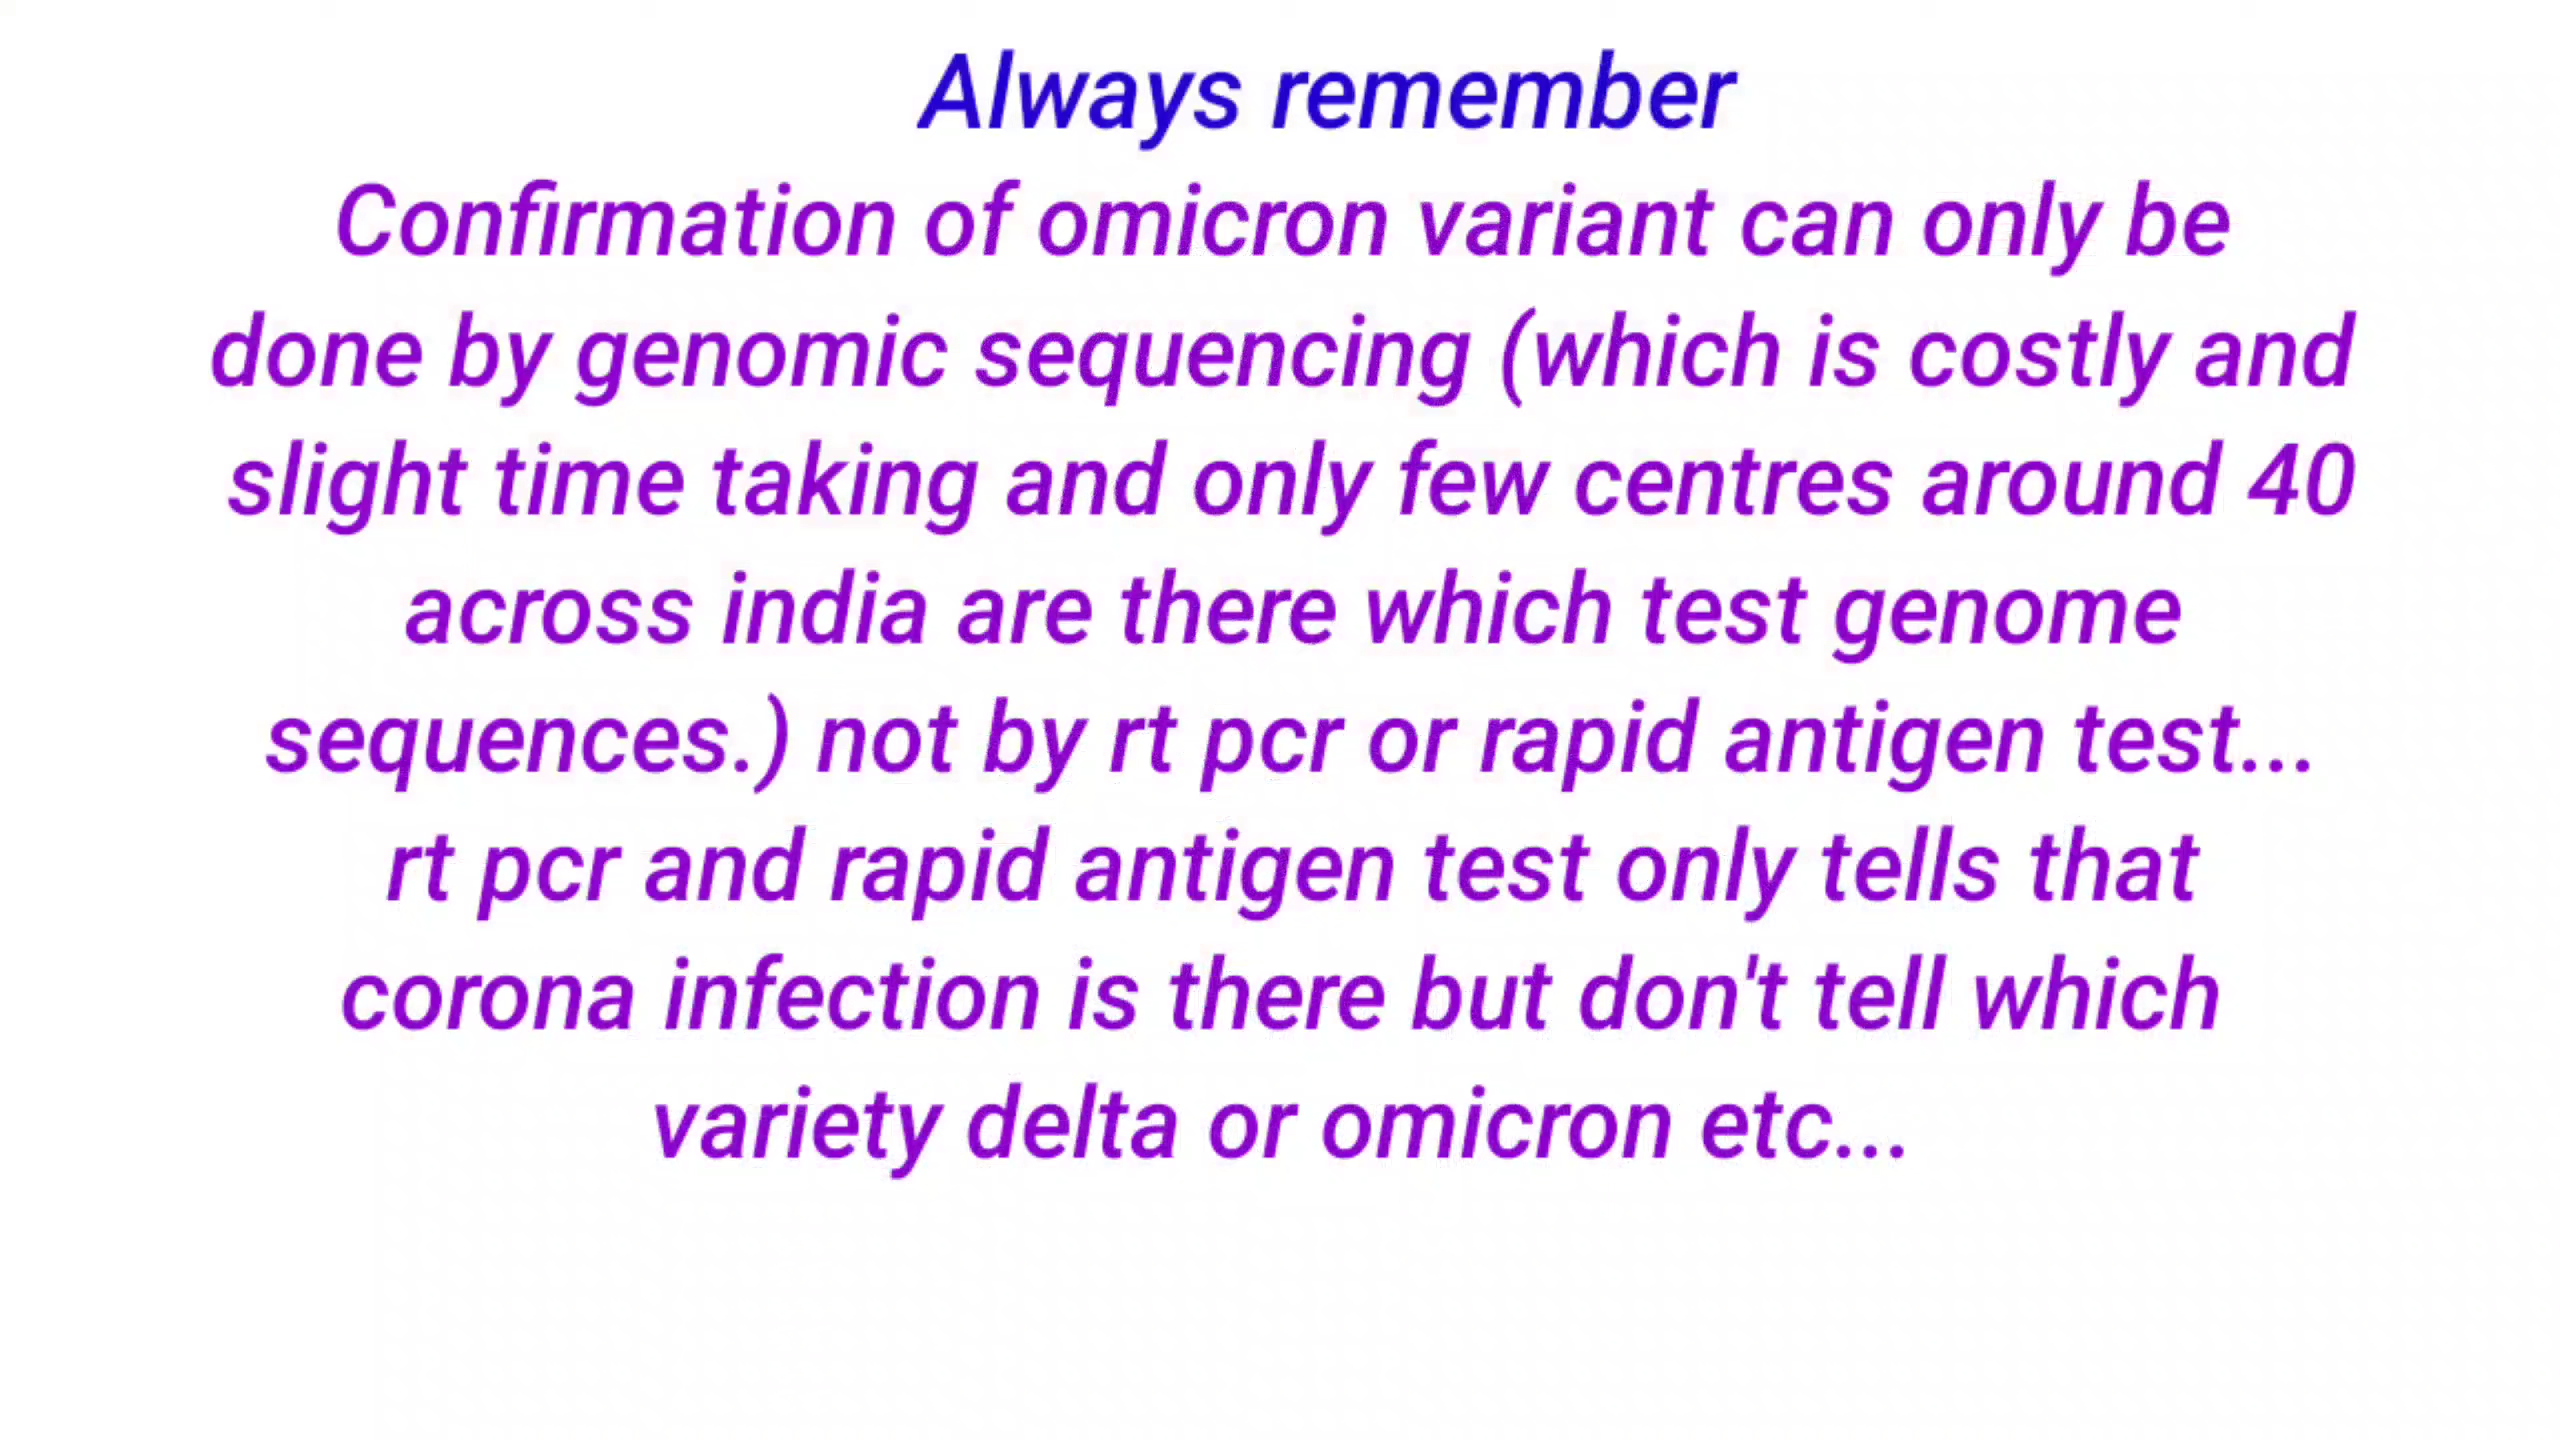 Always remember
Confirmation of omicron variant can only be
done by genomic sequencing (which is costly and
slight time taking and only few centres around 40
across india are there which test genome
sequences.) not by rt pcr or rapid antigen test...
rt pcr and rapid antigen test only tells that
corona infection is there but don't tell which
variety delta or omicron etc...